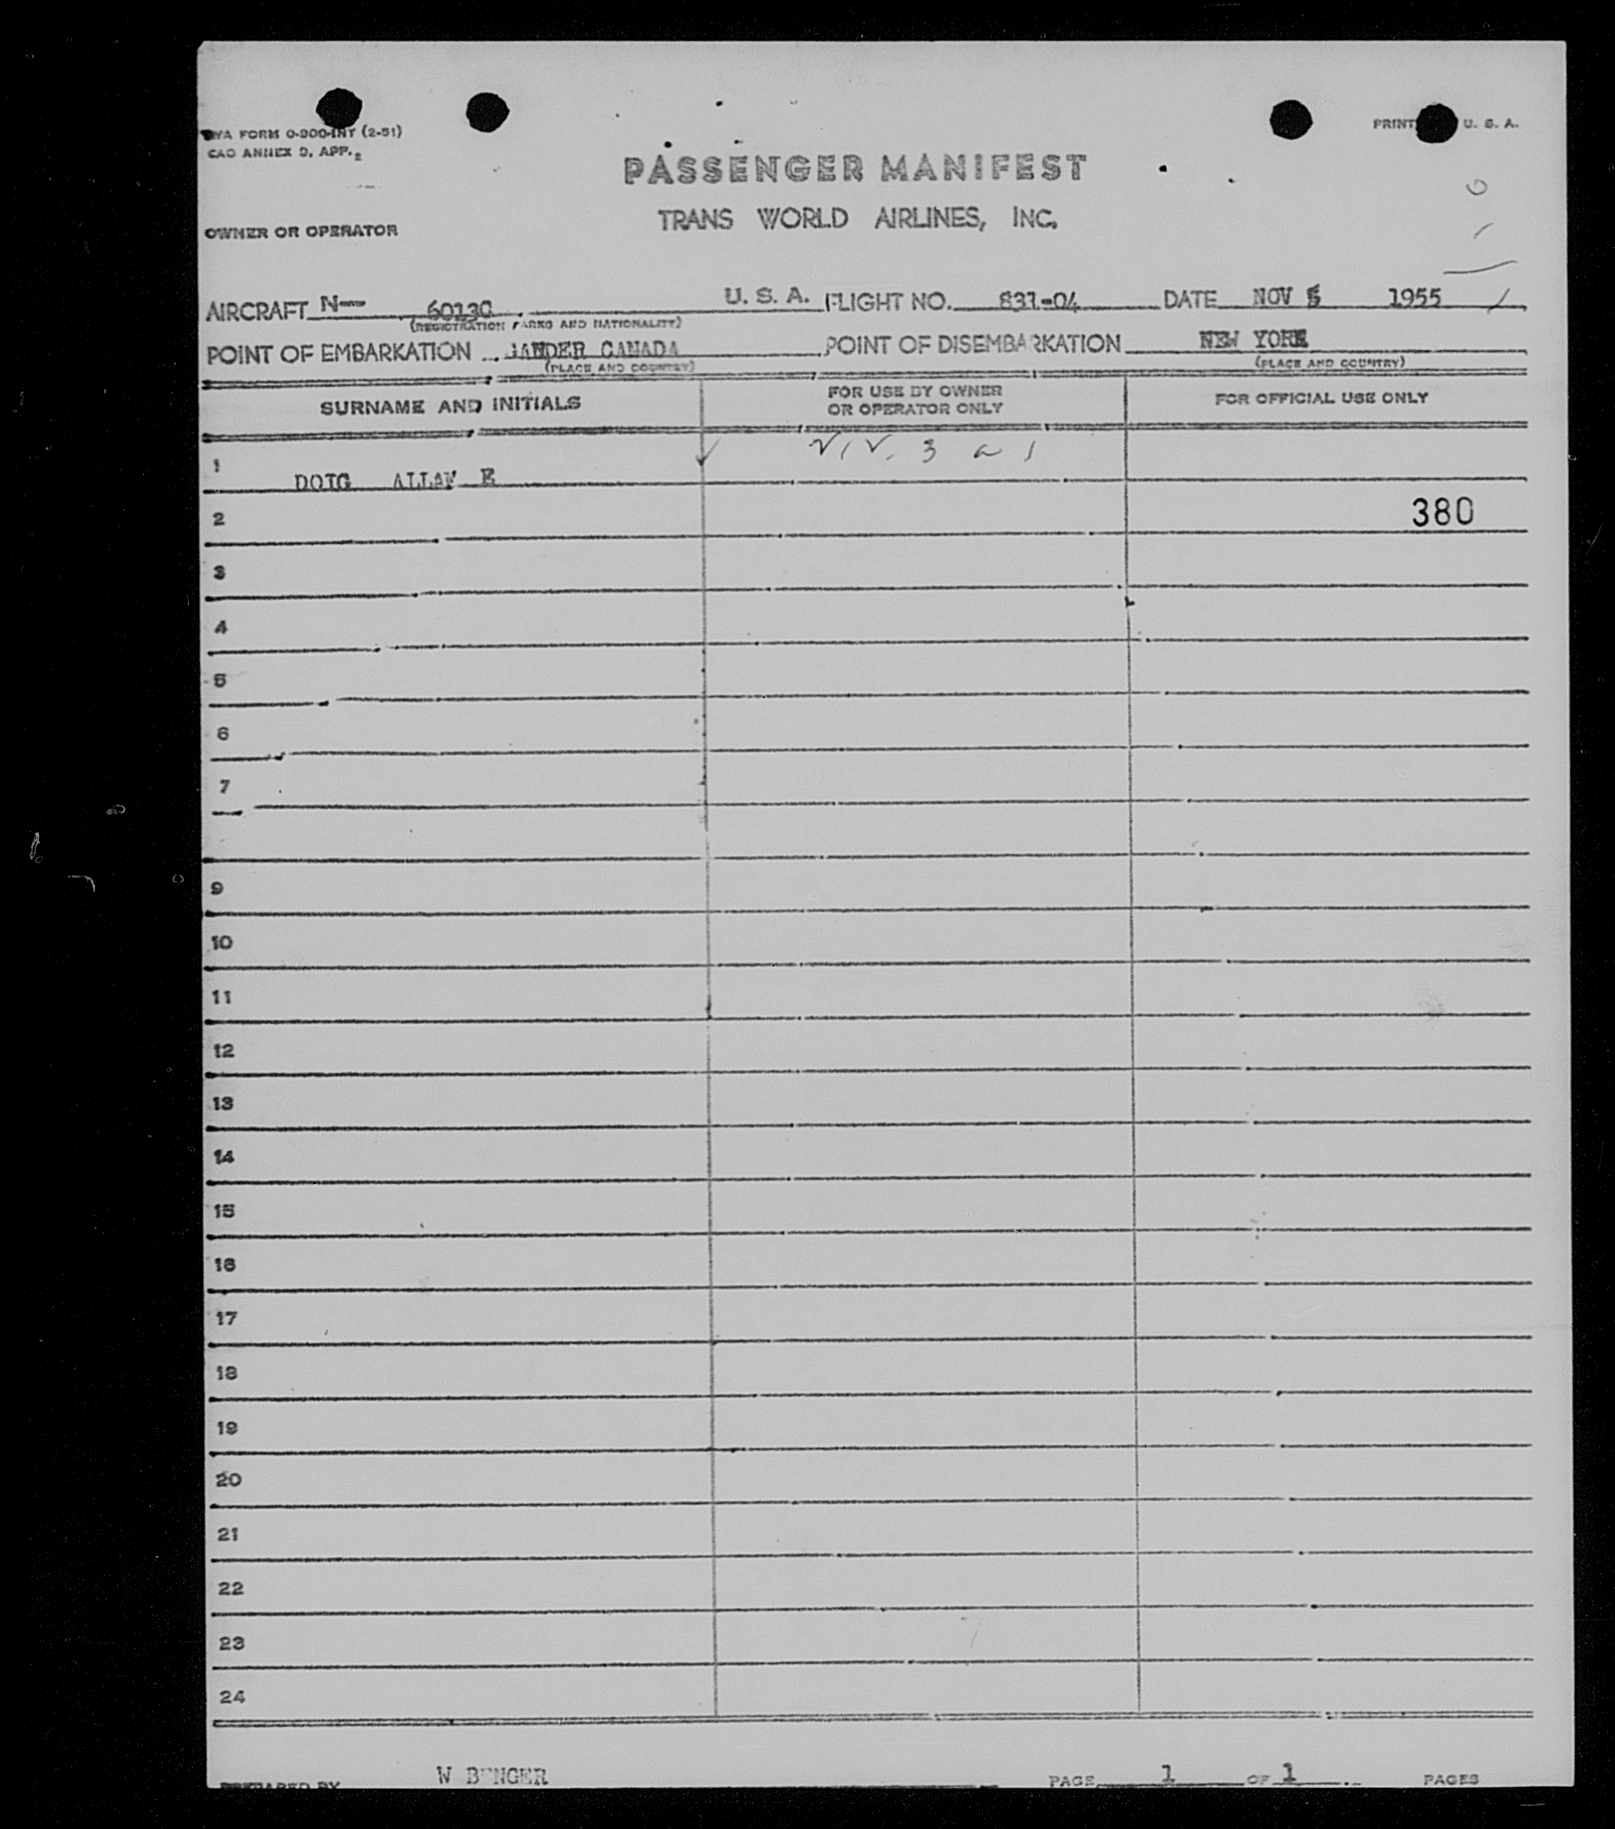 TWA FORM O-900-INT (2-51)
PRINT U. S. A.
CAO ANNEX 9, APP. 2
PASSENGER MANIFEST
TRANS WORLD AIRLINES, INC.
OWNER OR OPERATOR
AIRCRAFT N-- 6013C U. S. A. FLIGHT NO. 831-04 DATE NOV 5 1955
(REGISTRATION MARKS AND NATIONALITY)
POINT OF EMBARKATION GANDER CANADA POINT OF DISEMBARKATION NEW YORK
(PLACE AND COUNTRY) (PLACE AND COUNTRY)
SURNAME AND INITIALS FOR USE BY OWNER OR OPERATOR ONLY FOR OFFICIAL USE ONLY
1 DOIG ALLAN E
2 380
3
4
5
6
7
9
10
11
12
13
14
15
16
17
18
19
20
21
22
23
24
PREPARED BY W BUNGER PAGE 1 OF 1 PAGES